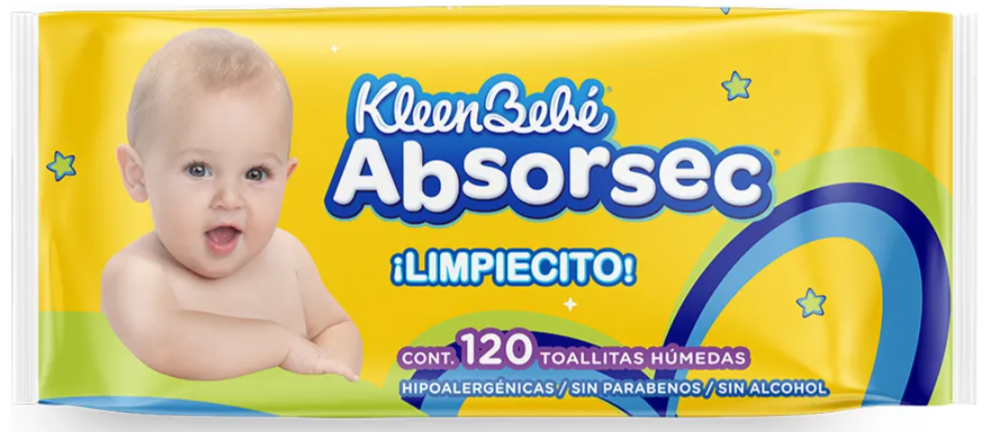 KleenBebé®
Absorsec®
¡LIMPIECITO!
CONT. 120 TOALLITAS HÚMEDAS
HIPOALERGÉNICAS / SIN PARABENOS / SIN ALCOHOL